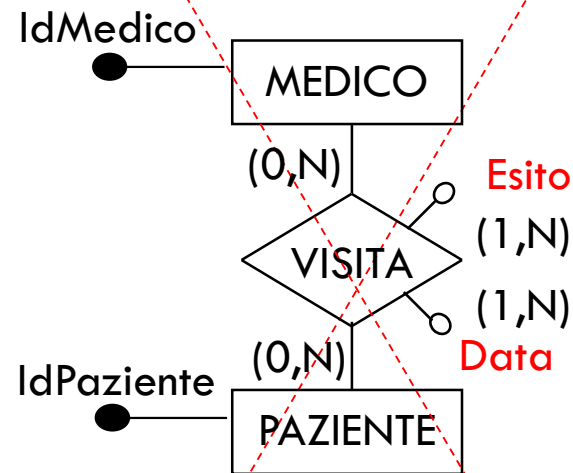 IdMedico
MEDICO
(0,N)
Esito
(1,N)
VISITA
(1,N)
(0,N)
Data
IdPaziente
PAZIENTE